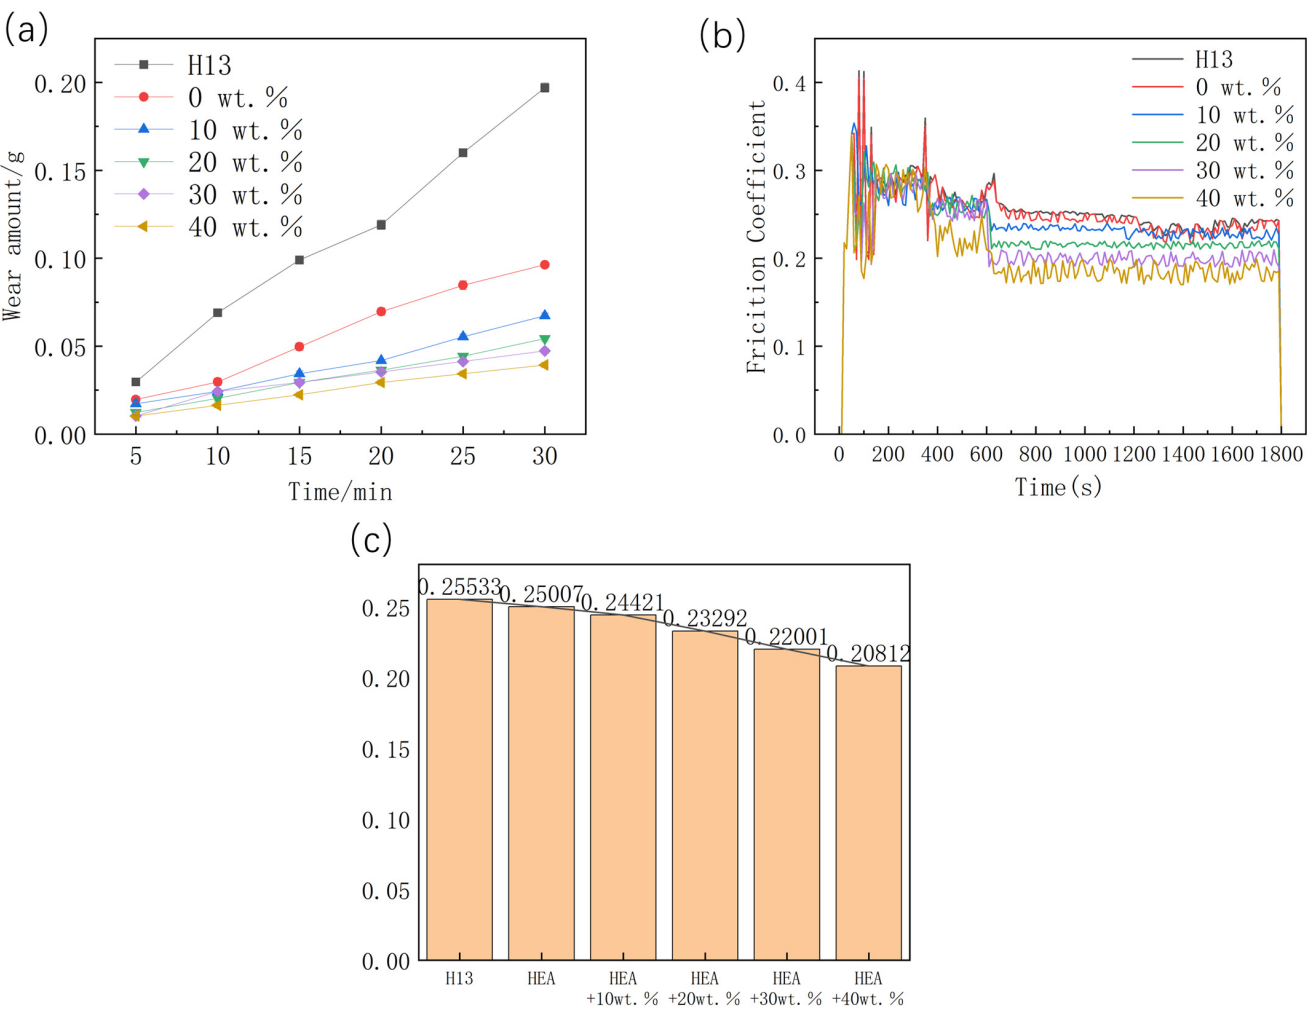 (a)
Wear amount/g
0.20
0.15
0.10
0.05
0.00
H13
0 wt.%
10 wt.%
20 wt.%
30 wt.%
40 wt.%
5 10 15 20 25 30
Time/min
(b)
Fricition Coefficient
0.4
0.3
0.2
0.1
0.0
H13
0 wt.%
10 wt.%
20 wt.%
30 wt.%
40 wt.%
0 200 400 600 800 1000 1200 1400 1600 1800
Time(s)
(c)
0.25
0.20
0.15
0.10
0.05
0.00
0.25533
0.25007
0.24421
0.23292
0.22001
0.20812
H13 HEA HEA HEA HEA HEA
+10wt.% +20wt.% +30wt.% +40wt.%